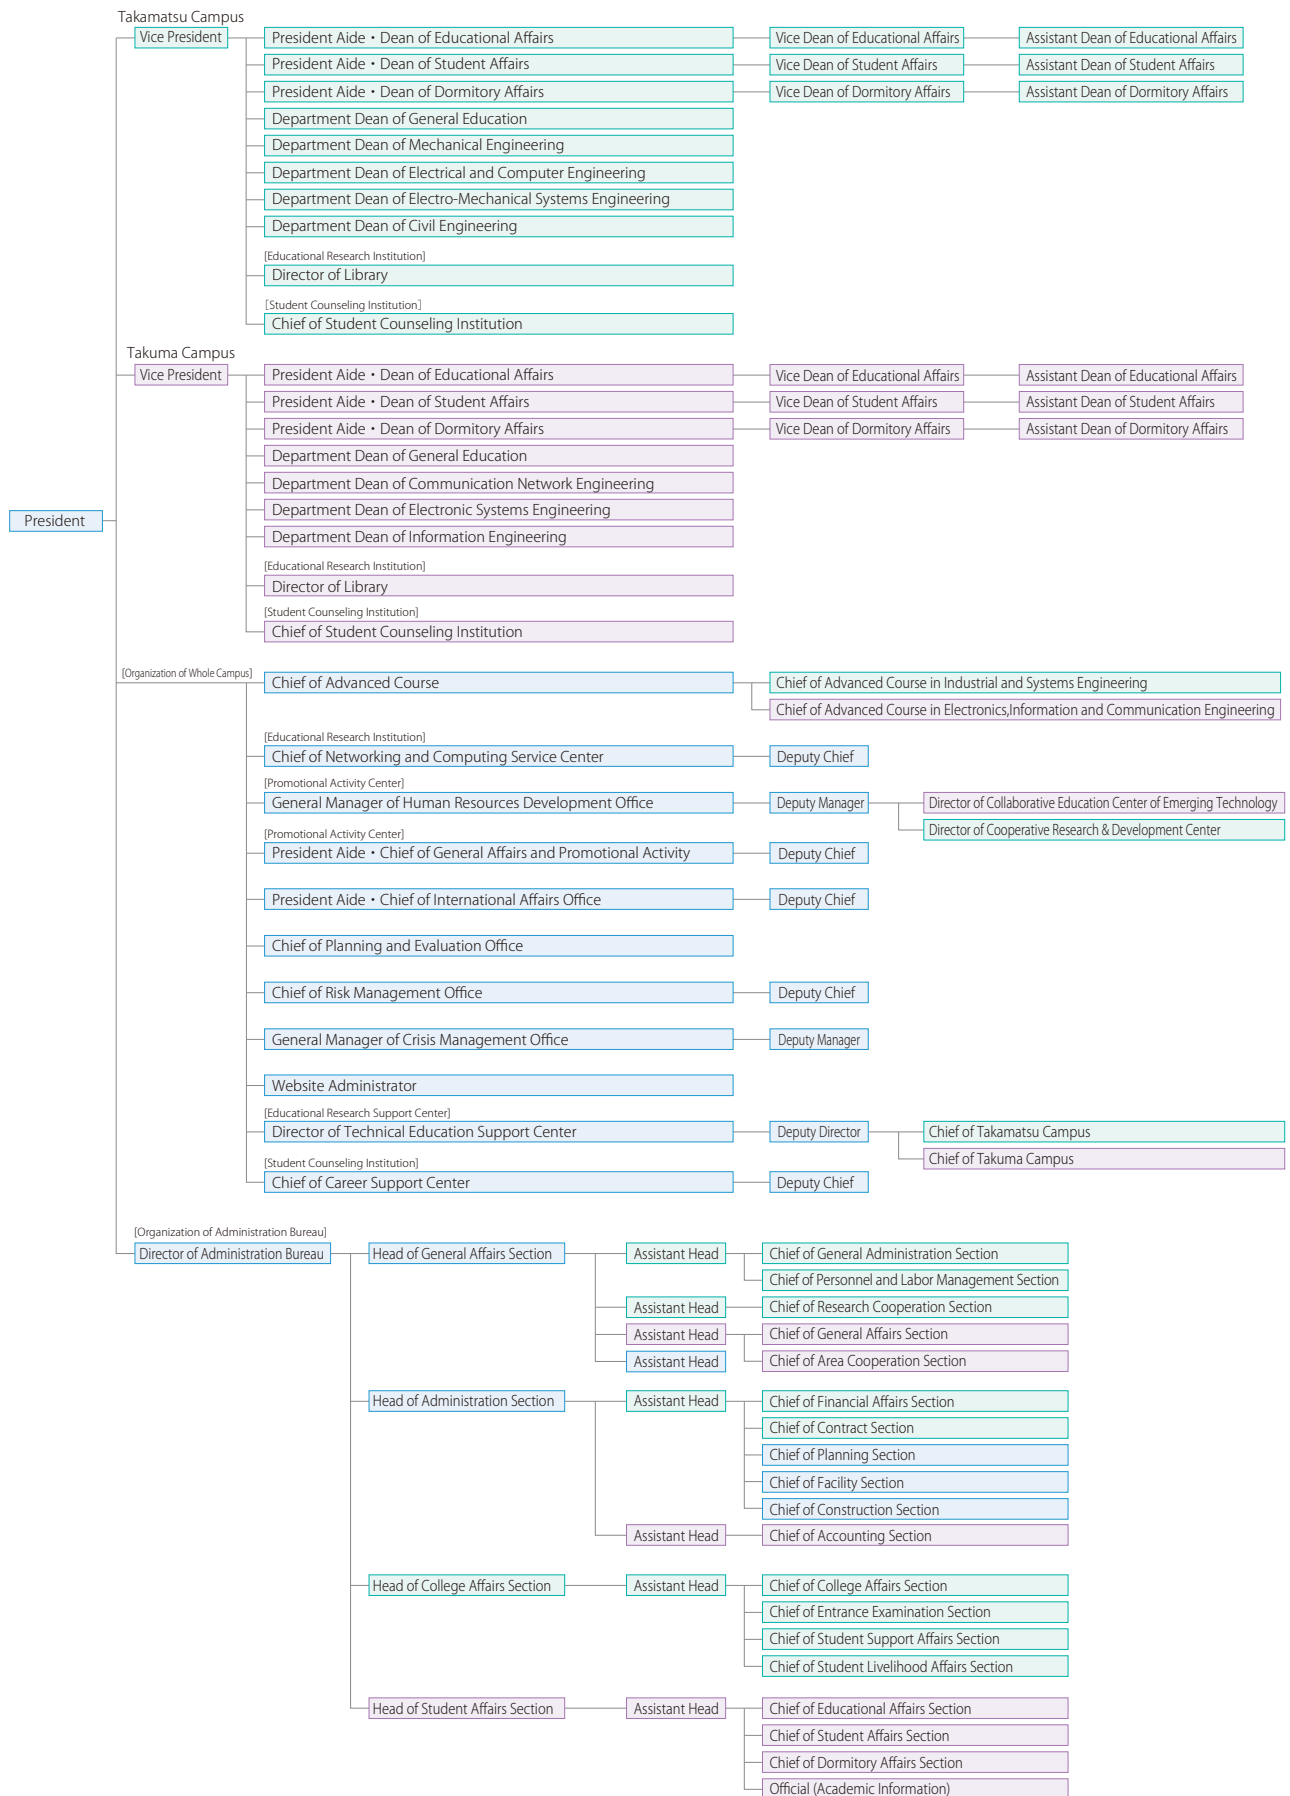 Takamatsu Campus
Vice President
President Aide・Dean of Educational Affairs
Vice Dean of Educational Affairs
Assistant Dean of Educational Affairs
President Aide・Dean of Student Affairs
Vice Dean of Student Affairs
Assistant Dean of Student Affairs
President Aide・Dean of Dormitory Affairs
Vice Dean of Dormitory Affairs
Assistant Dean of Dormitory Affairs
Department Dean of General Education
Department Dean of Mechanical Engineering
Department Dean of Electrical and Computer Engineering
Department Dean of Electro-Mechanical Systems Engineering
Department Dean of Civil Engineering
[Educational Research Institution]
Director of Library
[Student Counseling Institution]
Chief of Student Counseling Institution
Takuma Campus
Vice President
President Aide・Dean of Educational Affairs
Vice Dean of Educational Affairs
Assistant Dean of Educational Affairs
President Aide・Dean of Student Affairs
Vice Dean of Student Affairs
Assistant Dean of Student Affairs
President Aide・Dean of Dormitory Affairs
Vice Dean of Dormitory Affairs
Assistant Dean of Dormitory Affairs
Department Dean of General Education
Department Dean of Communication Network Engineering
Department Dean of Electronic Systems Engineering
President
Department Dean of Information Engineering
[Educational Research Institution]
Director of Library
[Student Counseling Institution]
Chief of Student Counseling Institution
[Organization of Whole Campus]
Chief of Advanced Course
Chief of Advanced Course in Industrial and Systems Engineering
Chief of Advanced Course in Electronics,Information and Communication Engineering
[Educational Research Institution]
Chief of Networking and Computing Service Center
Deputy Chief
[Promotional Activity Center]
General Manager of Human Resources Development Office
Deputy Manager
Director of Collaborative Education Center of Emerging Technology
Director of Cooperative Research & Development Center
[Promotional Activity Center]
President Aide・Chief of General Affairs and Promotional Activity
Deputy Chief
President Aide・Chief of International Affairs Office
Deputy Chief
Chief of Planning and Evaluation Office
Chief of Risk Management Office
Deputy Chief
General Manager of Crisis Management Office
Deputy Manager
Website Administrator
[Educational Research Support Center]
Director of Technical Education Support Center
Deputy Director
Chief of Takamatsu Campus
Chief of Takuma Campus
[Student Counseling Institution]
Chief of Career Support Center
Deputy Chief
[Organization of Administration Bureau]
Director of Administration Bureau
Head of General Affairs Section
Assistant Head
Chief of General Administration Section
Chief of Personnel and Labor Management Section
Assistant Head
Chief of Research Cooperation Section
Assistant Head
Chief of General Affairs Section
Assistant Head
Chief of Area Cooperation Section
Head of Administration Section
Assistant Head
Chief of Financial Affairs Section
Chief of Contract Section
Chief of Planning Section
Chief of Facility Section
Chief of Construction Section
Assistant Head
Chief of Accounting Section
Head of College Affairs Section
Assistant Head
Chief of College Affairs Section
Chief of Entrance Examination Section
Chief of Student Support Affairs Section
Chief of Student Livelihood Affairs Section
Head of Student Affairs Section
Assistant Head
Chief of Educational Affairs Section
Chief of Student Affairs Section
Chief of Dormitory Affairs Section
Official (Academic Information)